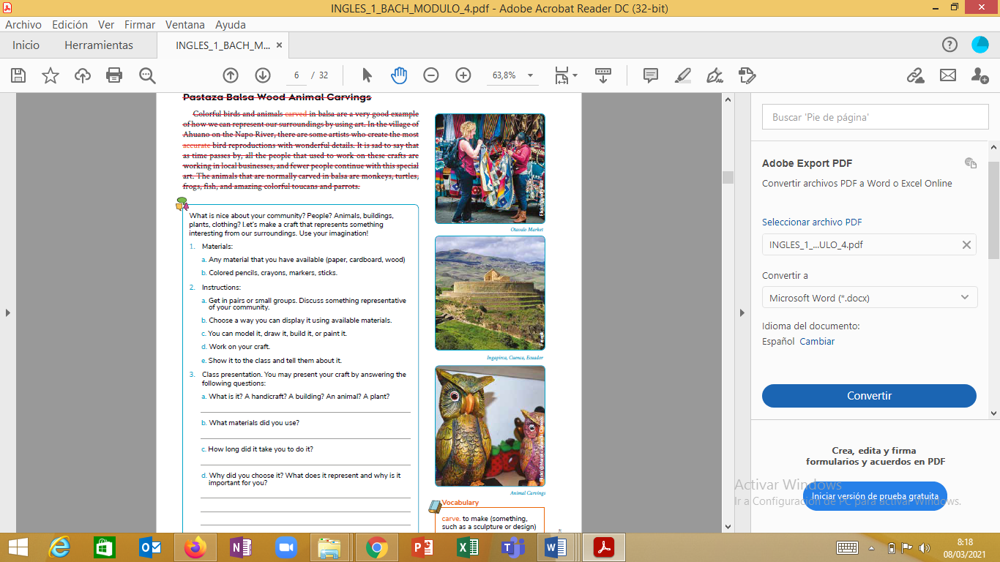 INGLES_1_BACH_MODULO_4.pdf - Adobe Acrobat Reader DC (32-bit)
Archivo Edición Ver Firmar Ventana Ayuda
Inicio Herramientas INGLES_1_BACH_M...
6 / 32 63,8%
Pastaza Balsa Wood Animal Carvings
Colorful birds and animals carved in balsa are a very good example
of how we can represent our surroundings by using art. In the village of
Ahuano on the Napo River, there are some artists who create the most
accurate bird reproductions with wonderful details. It is sad to say that
as time passes by, all the people that used to work on these crafts are
working in local businesses, and fewer people continue with this special
art. The animals that are normally carved in balsa are monkeys, turtles,
frogs, fish, and amazing colorful toucans and parrots.
What is nice about your community? People? Animals, buildings,
plants, clothing? Let's make a craft that represents something
interesting from our surroundings. Use your imagination!
1. Materials:
a. Any material that you have available (paper, cardboard, wood)
b. Colored pencils, crayons, markers, sticks.
2. Instructions:
a. Get in pairs or small groups. Discuss something representative
of your community.
b. Choose a way you can display it using available materials.
c. You can model it, draw it, build it, or paint it.
d. Work on your craft.
e. Show it to the class and tell them about it.
3. Class presentation. You may present your craft by answering the
following questions:
a. What is it? A handicraft? A building? An animal? A plant?
b. What materials did you use?
c. How long did it take you to do it?
d. Why did you choose it? What does it represent and why is it
important for you?
Otavalo Market
Freepik
Ingapirca, Cuenca, Ecuador
Animal Carvings
Vocabulary
carve. to make (something,
such as a sculpture or design)
Buscar 'Pie de página'
Adobe Export PDF
Convertir archivos PDF a Word o Excel Online
Seleccionar archivo PDF
INGLES_1_...ULO_4.pdf
Convertir a
Microsoft Word (*.docx)
Idioma del documento:
Español Cambiar
Convertir
Crea, edita y firma
formularios y acuerdos en PDF
Activar Windows
Iniciar versión de prueba gratuita
Ir a Configuración de PC para activar Windows.
8:18
08/03/2021